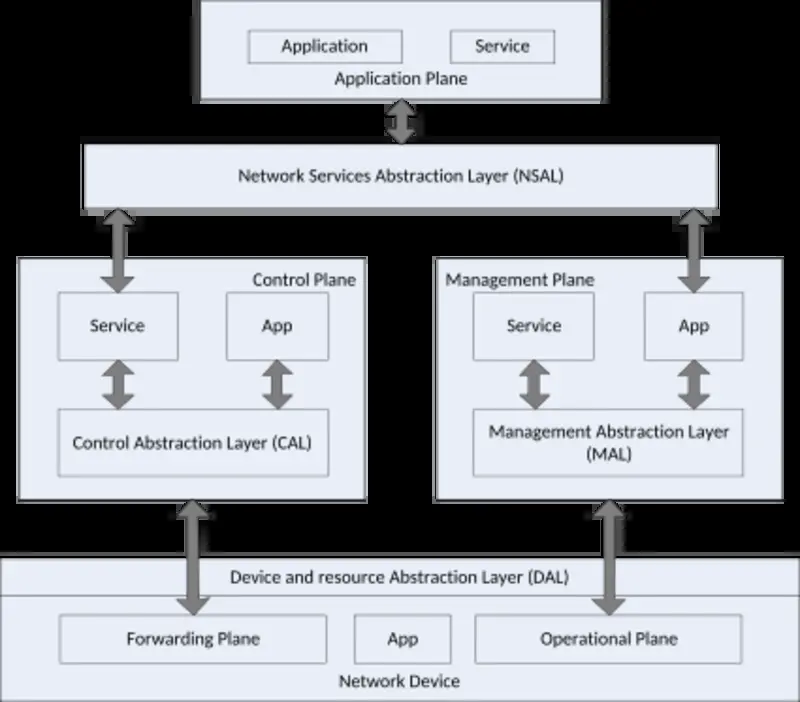 Application
Service
Application Plane
Network Services Abstraction Layer (NSAL)
Control Plane
Service
App
Control Abstraction Layer (CAL)
Management Plane
Service
App
Management Abstraction Layer
(MAL)
Device and resource Abstraction Layer (DAL)
Forwarding Plane
App
Operational Plane
Network Device